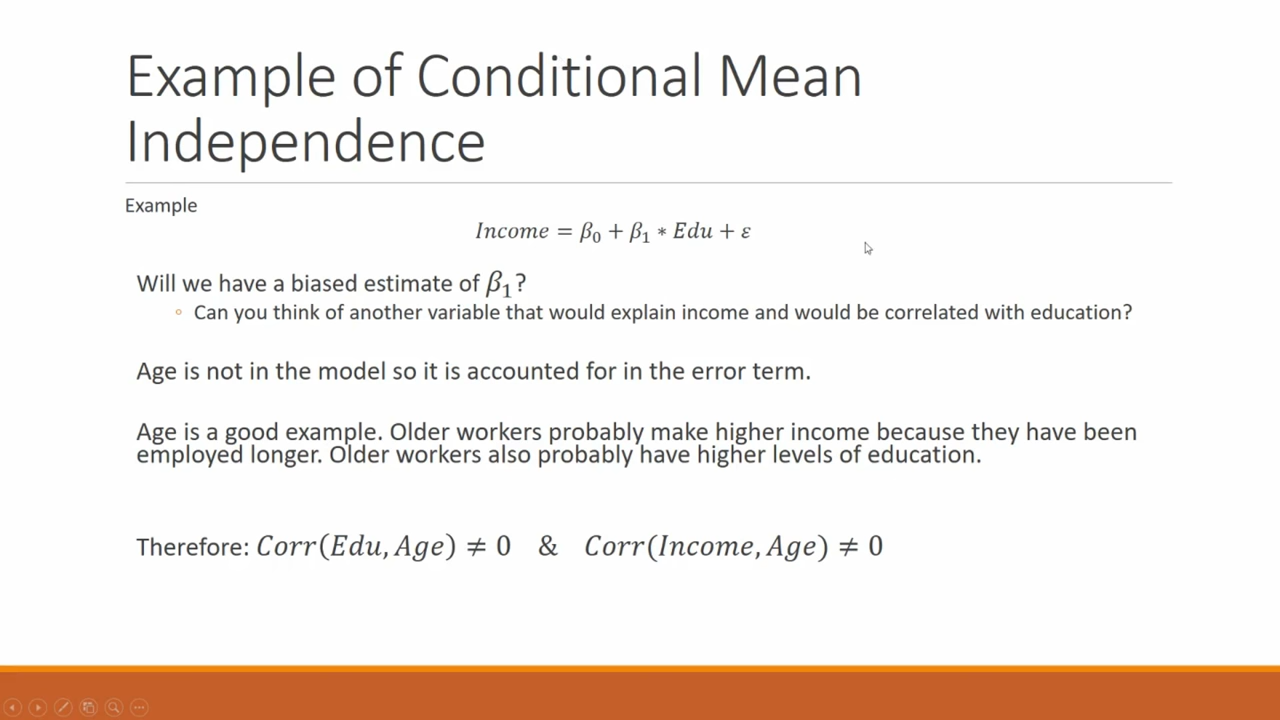 Example of Conditional Mean
Independence
Example
Income = β₀ + β₁ ∗ Edu + ε
Will we have a biased estimate of β₁?
◦ Can you think of another variable that would explain income and would be correlated with education?
Age is not in the model so it is accounted for in the error term.
Age is a good example. Older workers probably make higher income because they have been
employed longer. Older workers also probably have higher levels of education.
Therefore: Corr(Edu, Age) ≠ 0 & Corr(Income, Age) ≠ 0